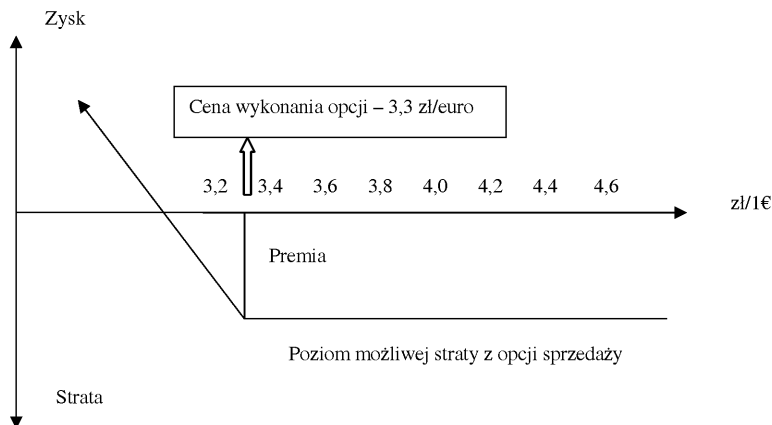 Zysk
Cena wykonania opcji – 3,3 zł/euro
3,2 3,4 3,6 3,8 4,0 4,2 4,4 4,6
zł/1€
Premia
Poziom możliwej straty z opcji sprzedaży
Strata